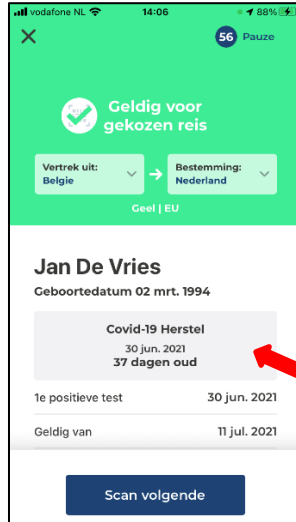 vodafone NL 14:06 88%
56 Pauze
Geldig voor
gekozen reis
Vertrek uit:
Belgie
Bestemming:
Nederland
Geel | EU
Jan De Vries
Geboortedatum 02 mrt. 1994
Covid-19 Herstel
30 jun. 2021
37 dagen oud
1e positieve test 30 jun. 2021
Geldig van 11 jul. 2021
Scan volgende